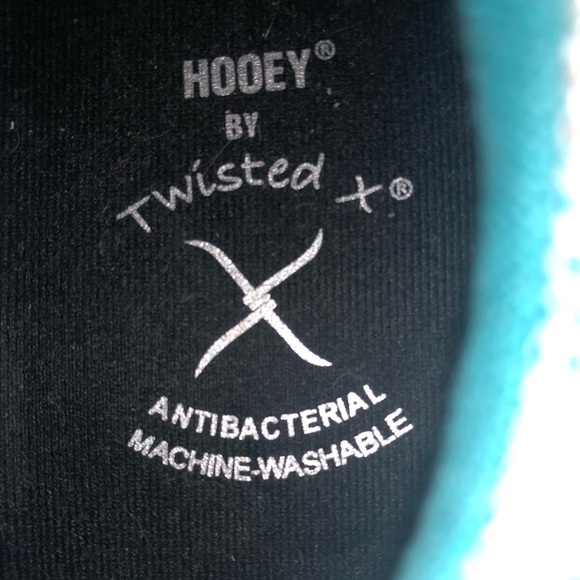 HOOEY®
BY
Twisted X®
ANTIBACTERIAL
MACHINE-WASHABLE